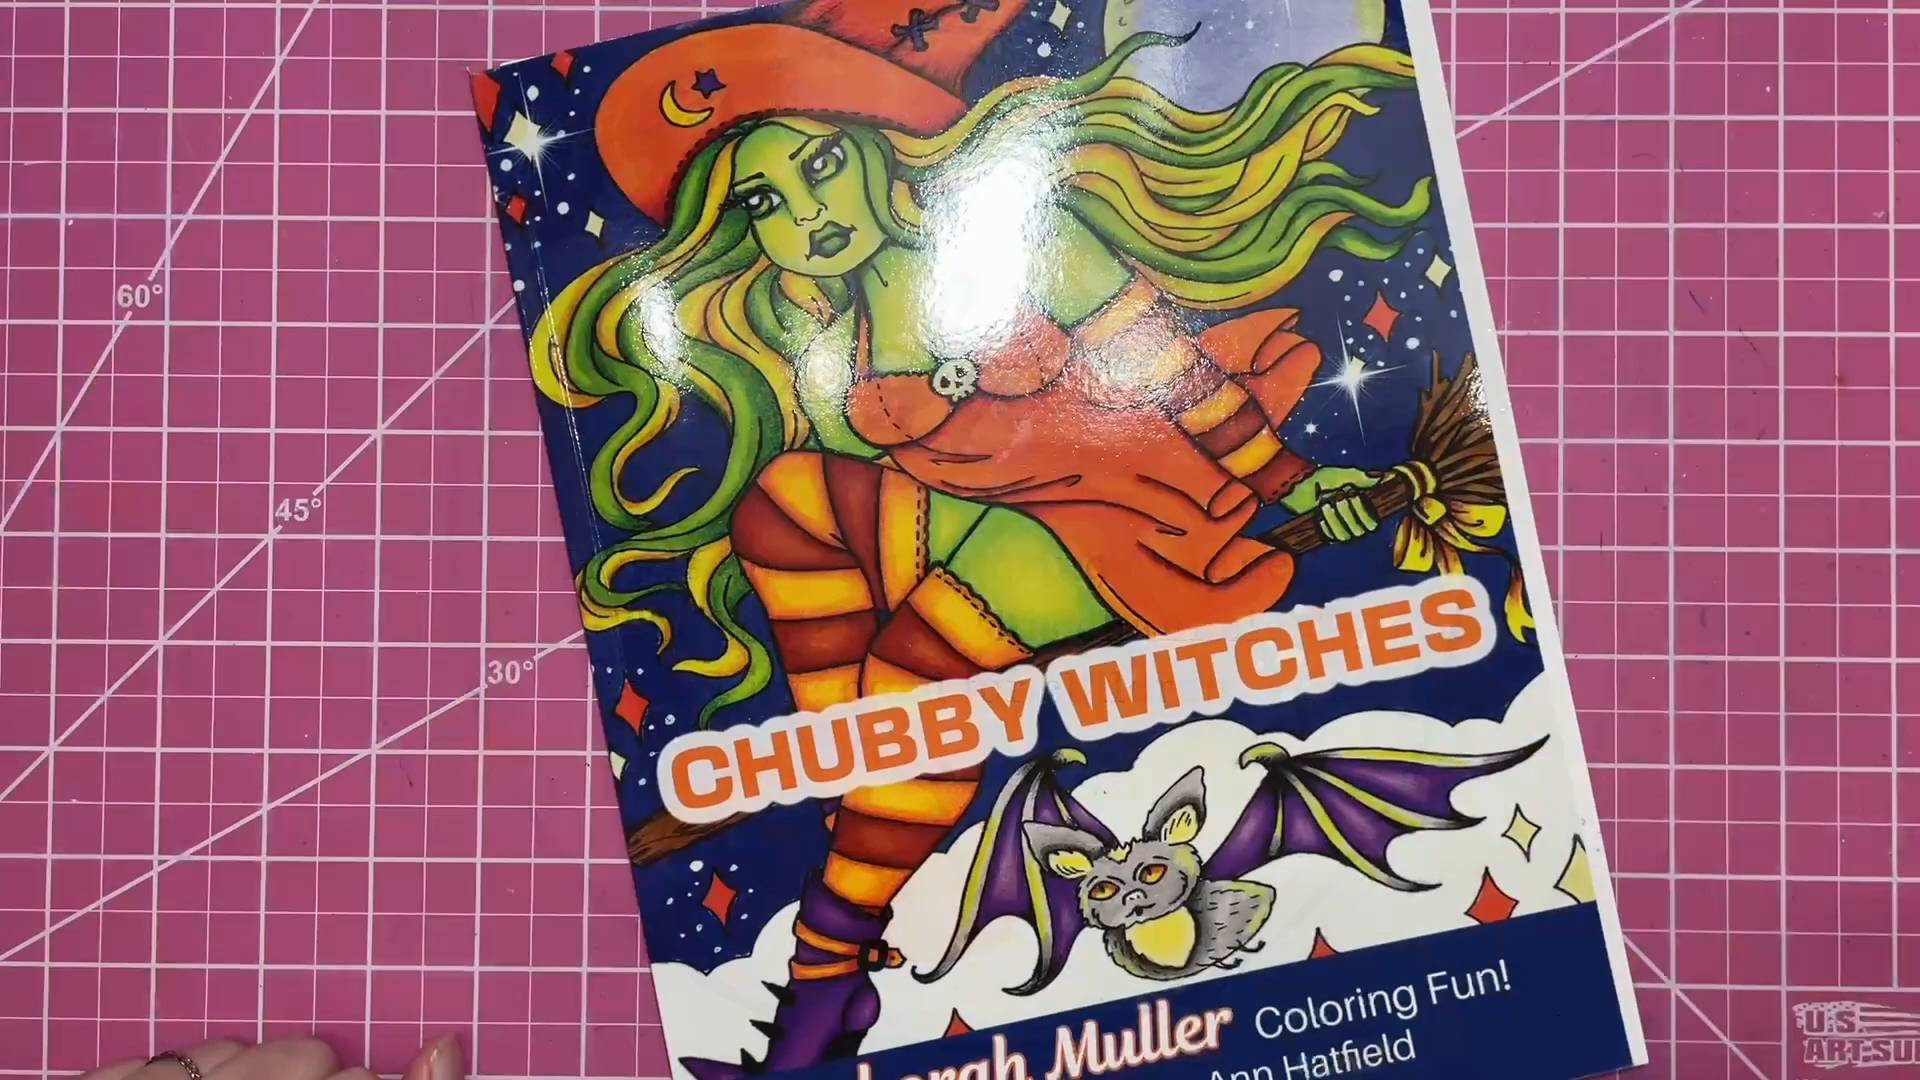 60°
45°
30°
CHUBBY WITCHES
Muller Coloring Fun!
Ann Hatfield
U.S.